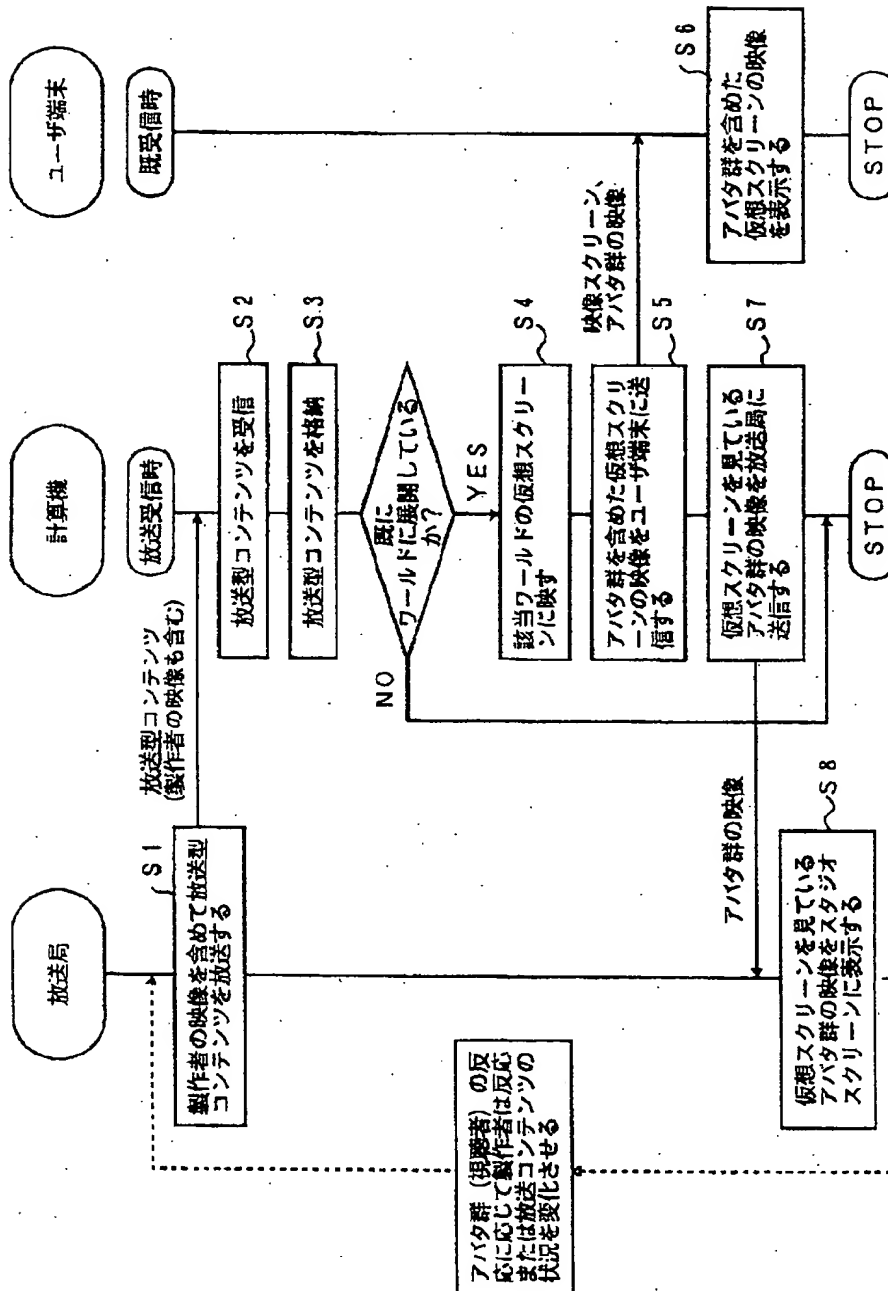 放送局
計算機
ユーザ端末
放送受信時
既受信時
S1
製作者の映像を含めて放送型
コンテンツを放送する
放送型コンテンツ
(製作者の映像も含む)
S2
放送型コンテンツを受信
S3
放送型コンテンツを格納
既に
ワールドに展開している
か?
NO
YES
S4
該当ワールドの仮想スクリー
ンに映す
S5
アバタ群を含めた仮想スクリ
ーンの映像をユーザ端末に送
信する
映像スクリーン、
アバタ群の映像
S6
アバタ群を含めた
仮想スクリーンの映像
を表示する
STOP
S7
仮想スクリーンを見ている
アバタ群の映像を放送局に
送信する
STOP
アバタ群の映像
S8
仮想スクリーンを見ている
アバタ群の映像をスタジオ
スクリーンに表示する
アバタ群(視聴者)の反
応に応じて製作者は反応
または放送コンテンツの
状況を変化させる